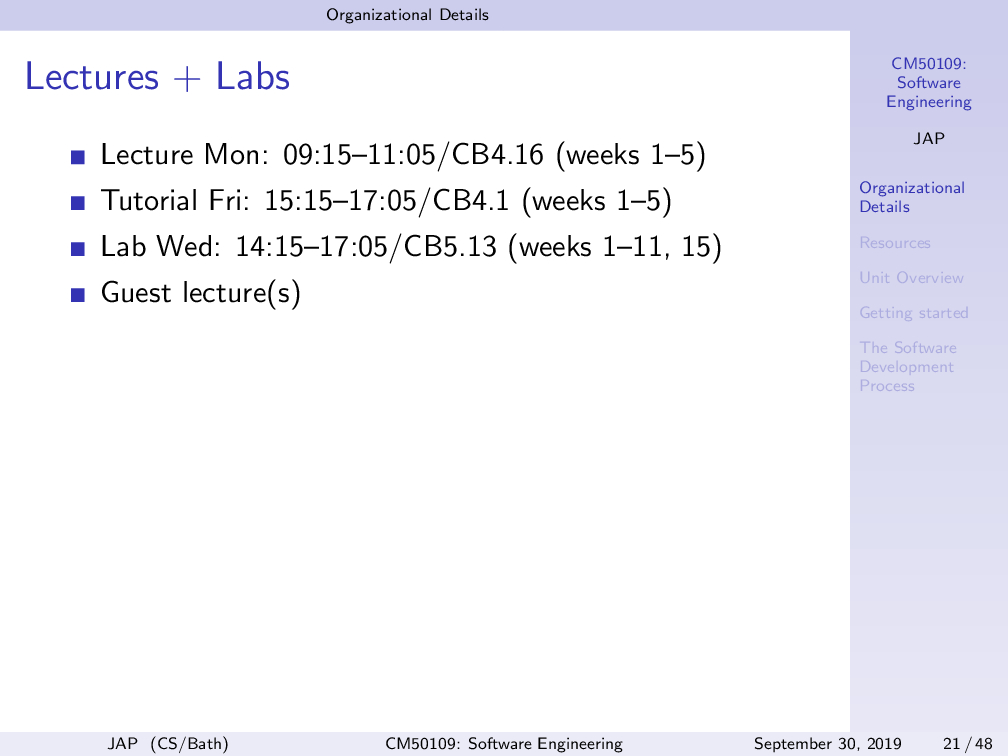 Organizational Details
Lectures + Labs
Lecture Mon: 09:15–11:05/CB4.16 (weeks 1–5)
Tutorial Fri: 15:15–17:05/CB4.1 (weeks 1–5)
Lab Wed: 14:15–17:05/CB5.13 (weeks 1–11, 15)
Guest lecture(s)
CM50109:
Software
Engineering
JAP
Organizational
Details
Resources
Unit Overview
Getting started
The Software
Development
Process
JAP (CS/Bath)
CM50109: Software Engineering
September 30, 2019
21 / 48